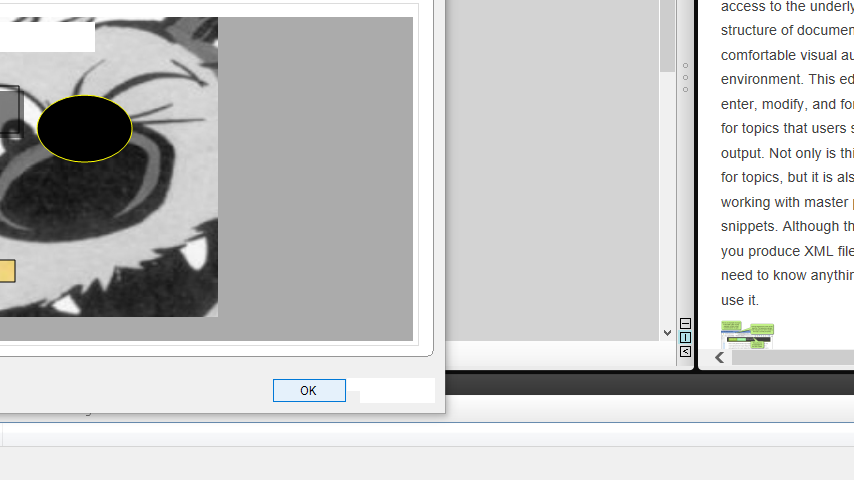 access to the underly
structure of documen
comfortable visual au
environment. This ed
enter, modify, and fo
for topics that users s
output. Not only is thi
for topics, but it is als
working with master p
snippets. Although th
you produce XML file
need to know anythin
use it.
OK